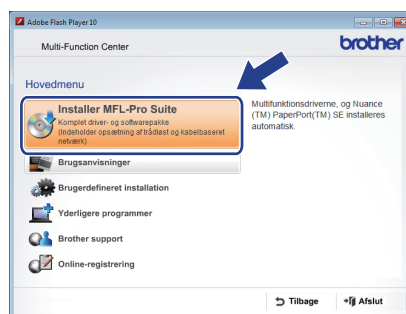 Adobe Flash Player 10
Multi-Function Center
brother
Hovedmenu
Installer MFL-Pro Suite
Komplet driver- og softwarepakke
(Indeholder opsætning af trådløst og kabelbaseret
netværk)
Multifunktionsdriverne, og Nuance
(TM) PaperPort(TM) SE installeres
automatisk.
Brugsanvisninger
Brugerdefineret installation
Yderligere programmer
Brother support
Online-registrering
Tilbage
Afslut